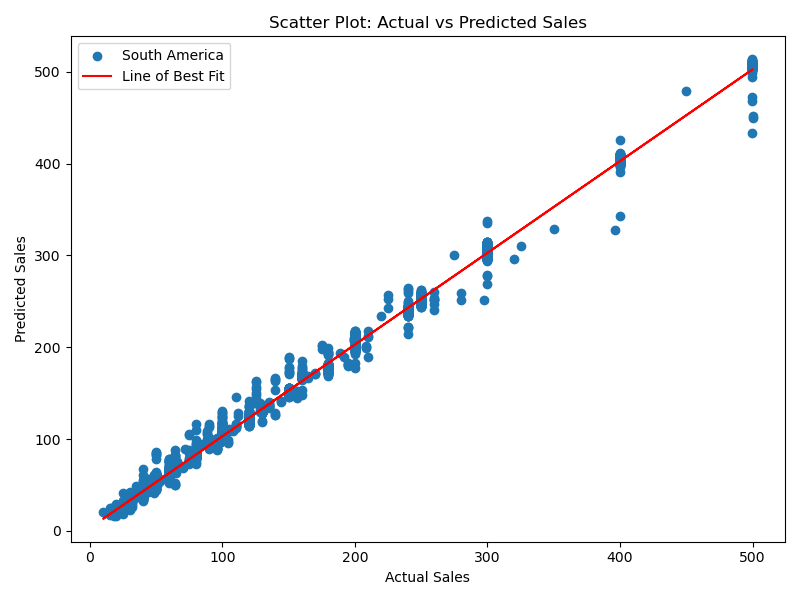 Scatter Plot: Actual vs Predicted Sales
South America
Line of Best Fit
Predicted Sales
500
400
300
200
100
0
0 100 200 300 400 500
Actual Sales